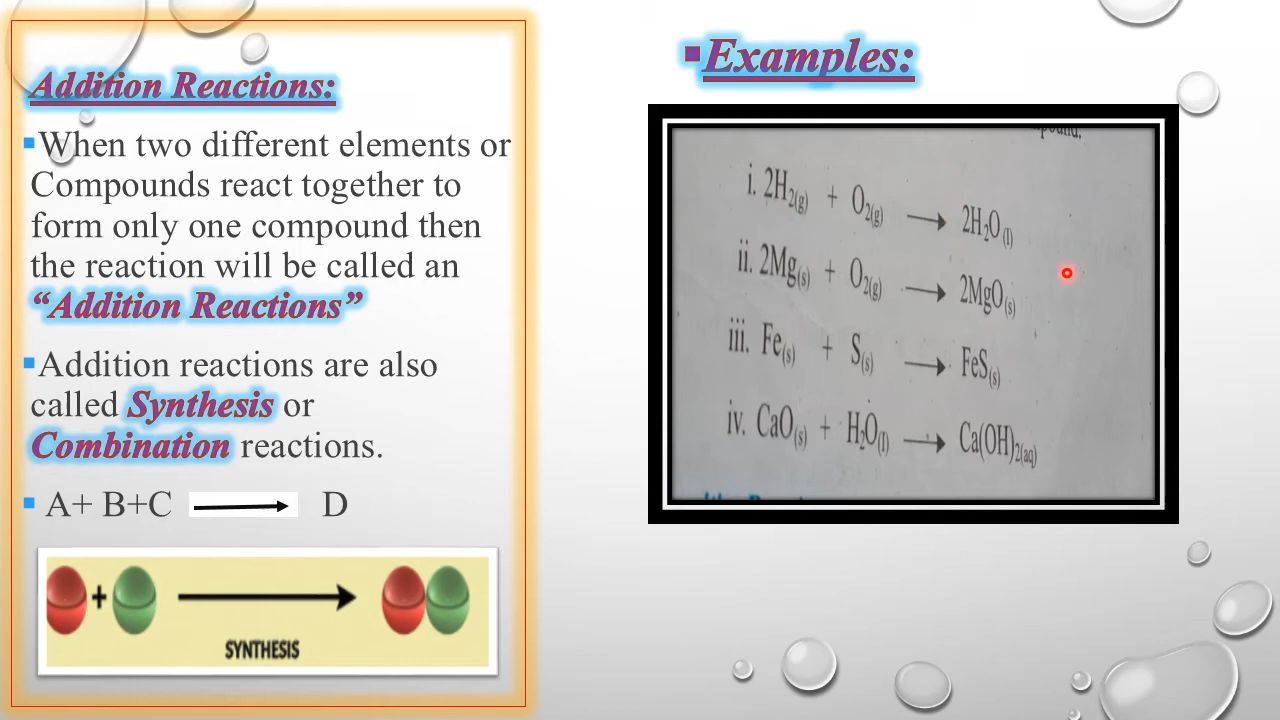 Addition Reactions:
▪When two different elements or
Compounds react together to
form only one compound then
the reaction will be called an
“Addition Reactions”
▪Addition reactions are also
called Synthesis or
Combination reactions.
▪ A+ B+C ⟶ D
+ ⟶
SYNTHESIS
▪Examples:
i. 2H₂(g) + O₂(g) ⟶ 2H₂O(l)
ii. 2Mg(s) + O₂(g) ⟶ 2MgO(s)
iii. Fe(s) + S(s) ⟶ FeS(s)
iv. CaO(s) + H₂O(l) ⟶ Ca(OH)₂(aq)